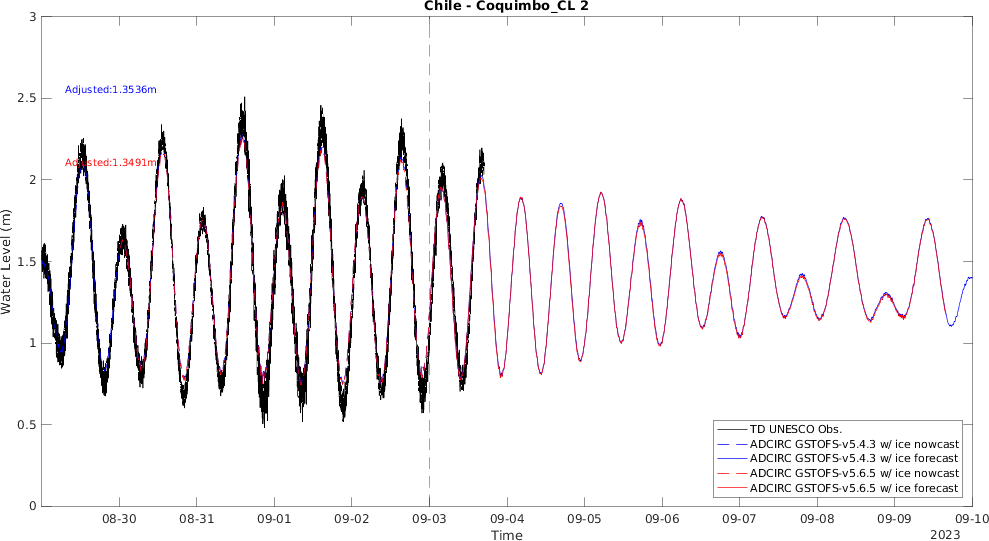 Chile - Coquimbo_CL 2
3
2.5
2
1.5
1
0.5
0
Water Level (m)
Adjusted:1.3536m
Adjusted:1.3491m
TD UNESCO Obs.
ADCIRC GSTOFS-v5.4.3 w/ ice nowcast
ADCIRC GSTOFS-v5.4.3 w/ ice forecast
ADCIRC GSTOFS-v5.6.5 w/ ice nowcast
ADCIRC GSTOFS-v5.6.5 w/ ice forecast
08-30 08-31 09-01 09-02 09-03 09-04 09-05 09-06 09-07 09-08 09-09 09-10
Time
2023